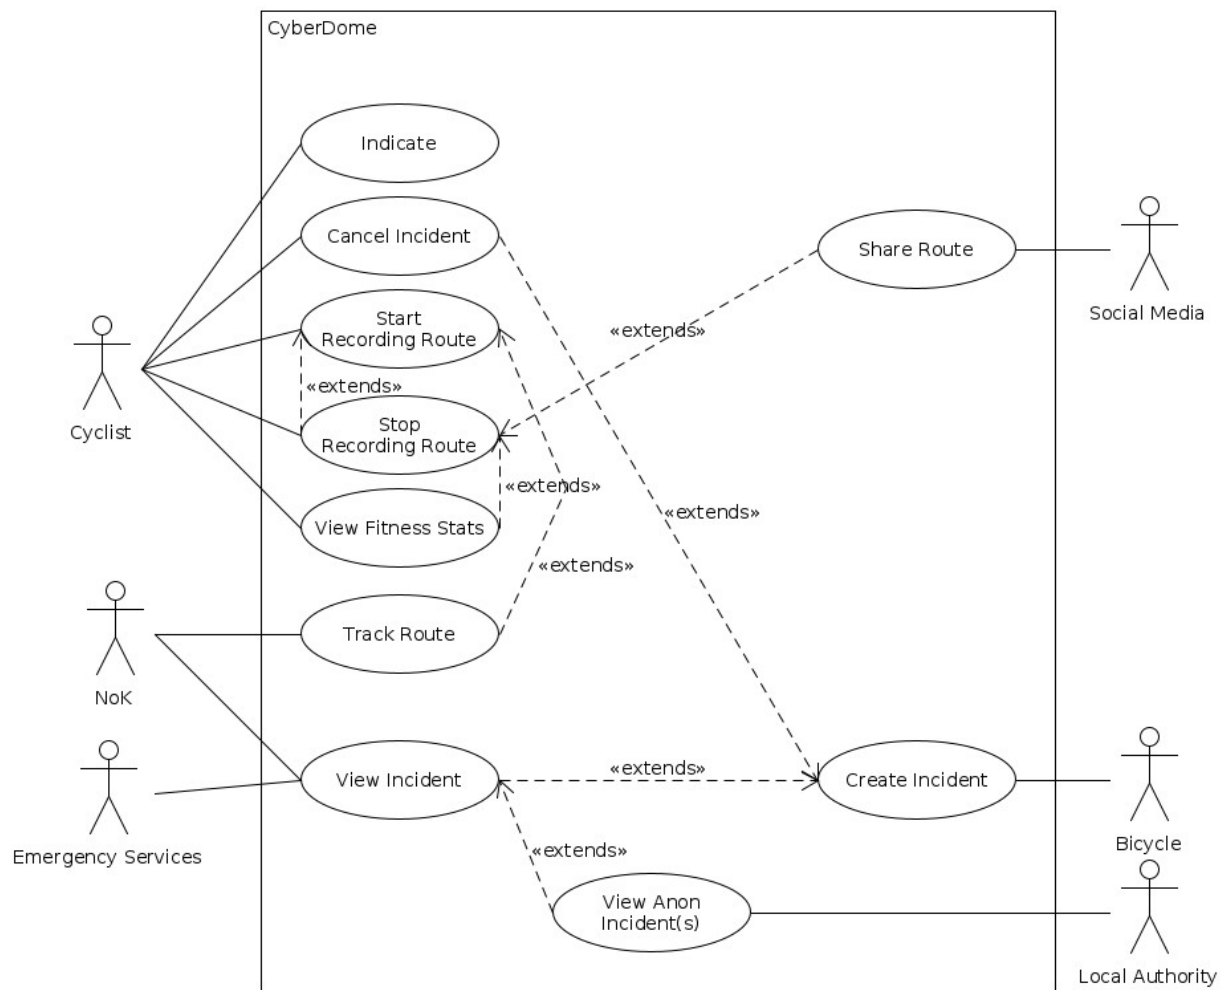 CyberDome
Indicate
Cancel Incident
Share Route
Social Media
Start
Recording Route
«extends»
«extends»
Cyclist
Stop
Recording Route
«extends»
«extends»
View Fitness Stats
«extends»
Track Route
NoK
View Incident
«extends»
Create Incident
Bicycle
Emergency Services
«extends»
View Anon
Incident(s)
Local Authority